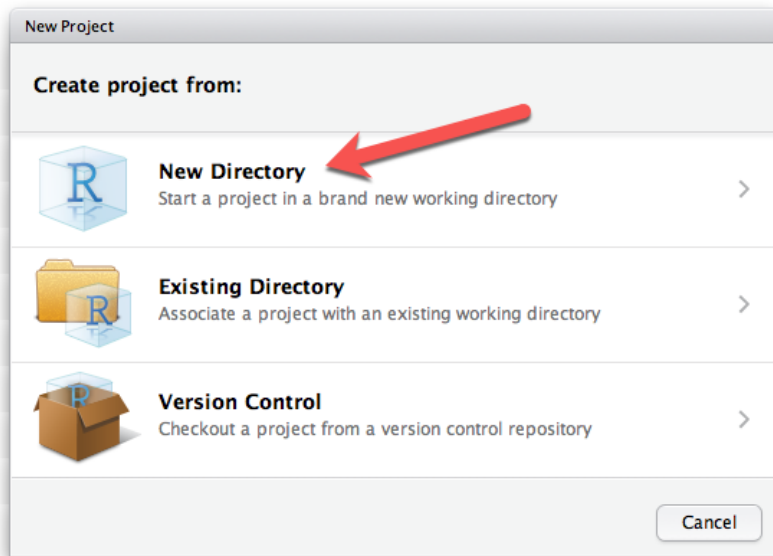 New Project
Create project from:
R
New Directory
Start a project in a brand new working directory
R
Existing Directory
Associate a project with an existing working directory
R
Version Control
Checkout a project from a version control repository
Cancel